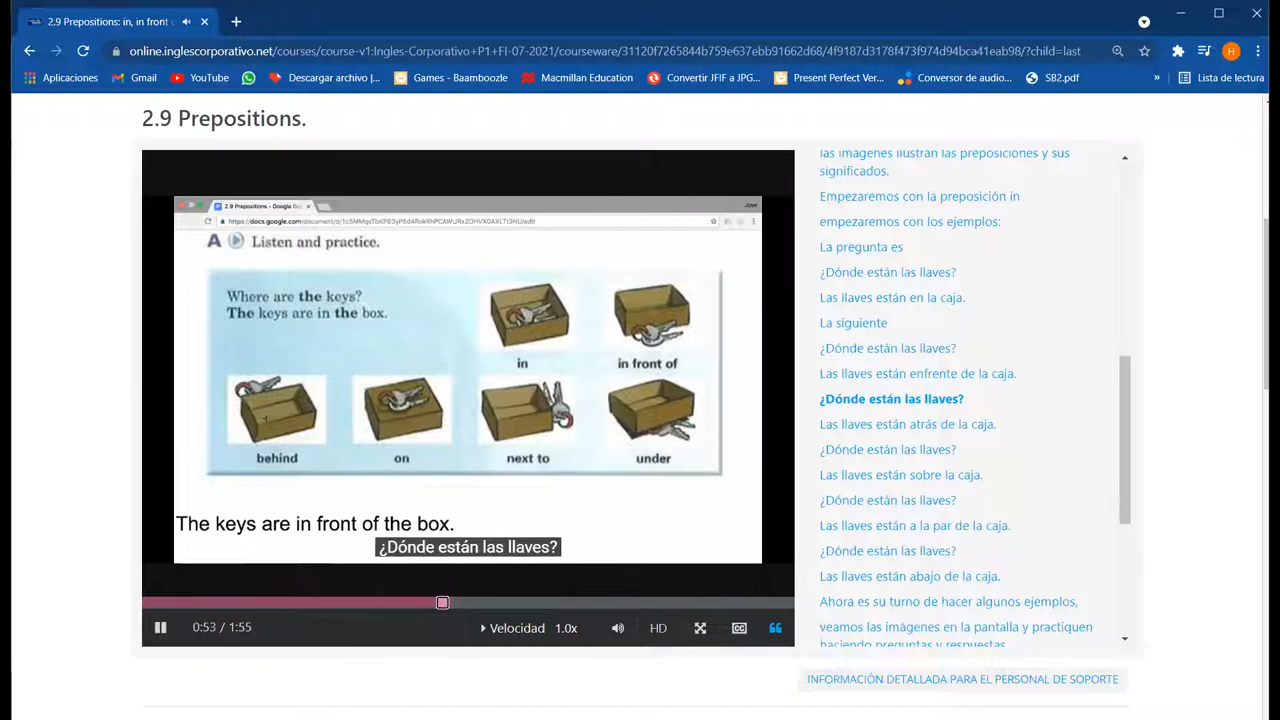 2.9 Prepositions: in, in front
online.inglescorporativo.net/courses/course-v1:Ingles-Corporativo+P1+FI-07-2021/courseware/31120f7265844b759e637ebb91662d68/4f9187d3178f473f974d94bca41eab98/?child=last
Aplicaciones
Gmail
YouTube
Descargar archivo |...
Games - Baamboozle
Macmillan Education
Convertir JFIF a JPG...
Present Perfect Ver...
Conversor de audio...
SB2.pdf
»
Lista de lectura
H
2.9 Prepositions.
2.9 Prepositions - Google Do
Jose
A Listen and practice.
Where are the keys?
The keys are in the box.
in
in front of
behind
on
next to
under
The keys are in front of the box.
¿Dónde están las llaves?
0:53 / 1:55
Velocidad 1.0x
HD
CC
las imágenes ilustran las preposiciones y sus
significados.
Empezaremos con la preposición in
empezaremos con los ejemplos:
La pregunta es
¿Dónde están las llaves?
Las llaves están en la caja.
La siguiente
¿Dónde están las llaves?
Las llaves están enfrente de la caja.
¿Dónde están las llaves?
Las llaves están atrás de la caja.
¿Dónde están las llaves?
Las llaves están sobre la caja.
¿Dónde están las llaves?
Las llaves están a la par de la caja.
¿Dónde están las llaves?
Las llaves están abajo de la caja.
Ahora es su turno de hacer algunos ejemplos,
veamos las imágenes en la pantalla y practiquen
haciendo preguntas y respuestas
INFORMACIÓN DETALLADA PARA EL PERSONAL DE SOPORTE